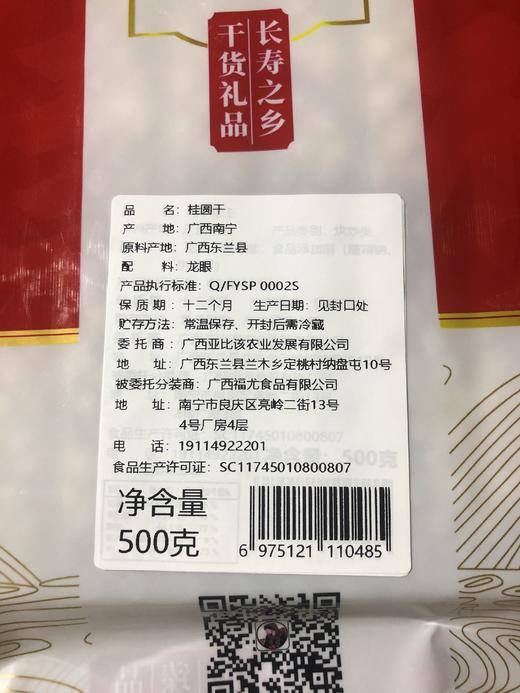 长寿之乡
干货礼品
品 名：桂圆干
产 地：广西南宁
原料产地：广西东兰县
配 料：龙眼
产品执行标准：Q/FYSP 0002S
保质期：十二个月 生产日期：见封口处
贮存方法：常温保存、开封后需冷藏
委托商：广西亚比该农业发展有限公司
地 址：广西东兰县兰木乡定桃村纳盘屯10号
被委托分装商：广西福尤食品有限公司
地 址：南宁市良庆区亮岭二街13号
4号厂房4层
电 话：19114922201
食品生产许可证：SC11745010800807
净含量
500克
6 975121 110485